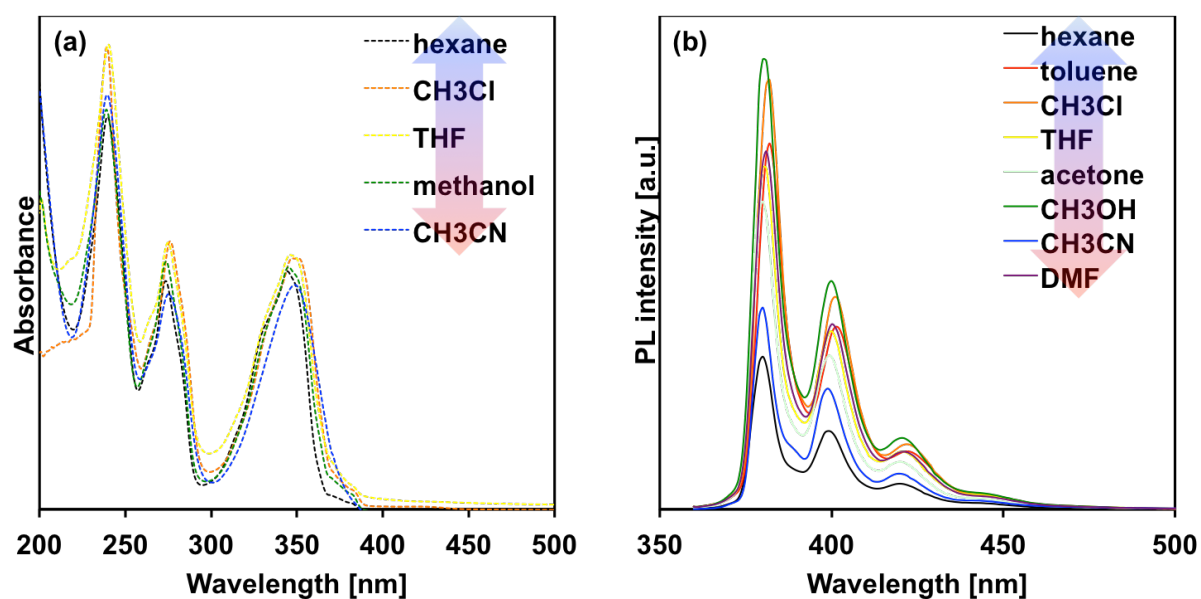 (a)
hexane
CH3Cl
THF
methanol
CH3CN
Absorbance
200 250 300 350 400 450 500
Wavelength [nm]
(b)
hexane
toluene
CH3Cl
THF
acetone
CH3OH
CH3CN
DMF
PL intensity [a.u.]
350 400 450 500
Wavelength [nm]